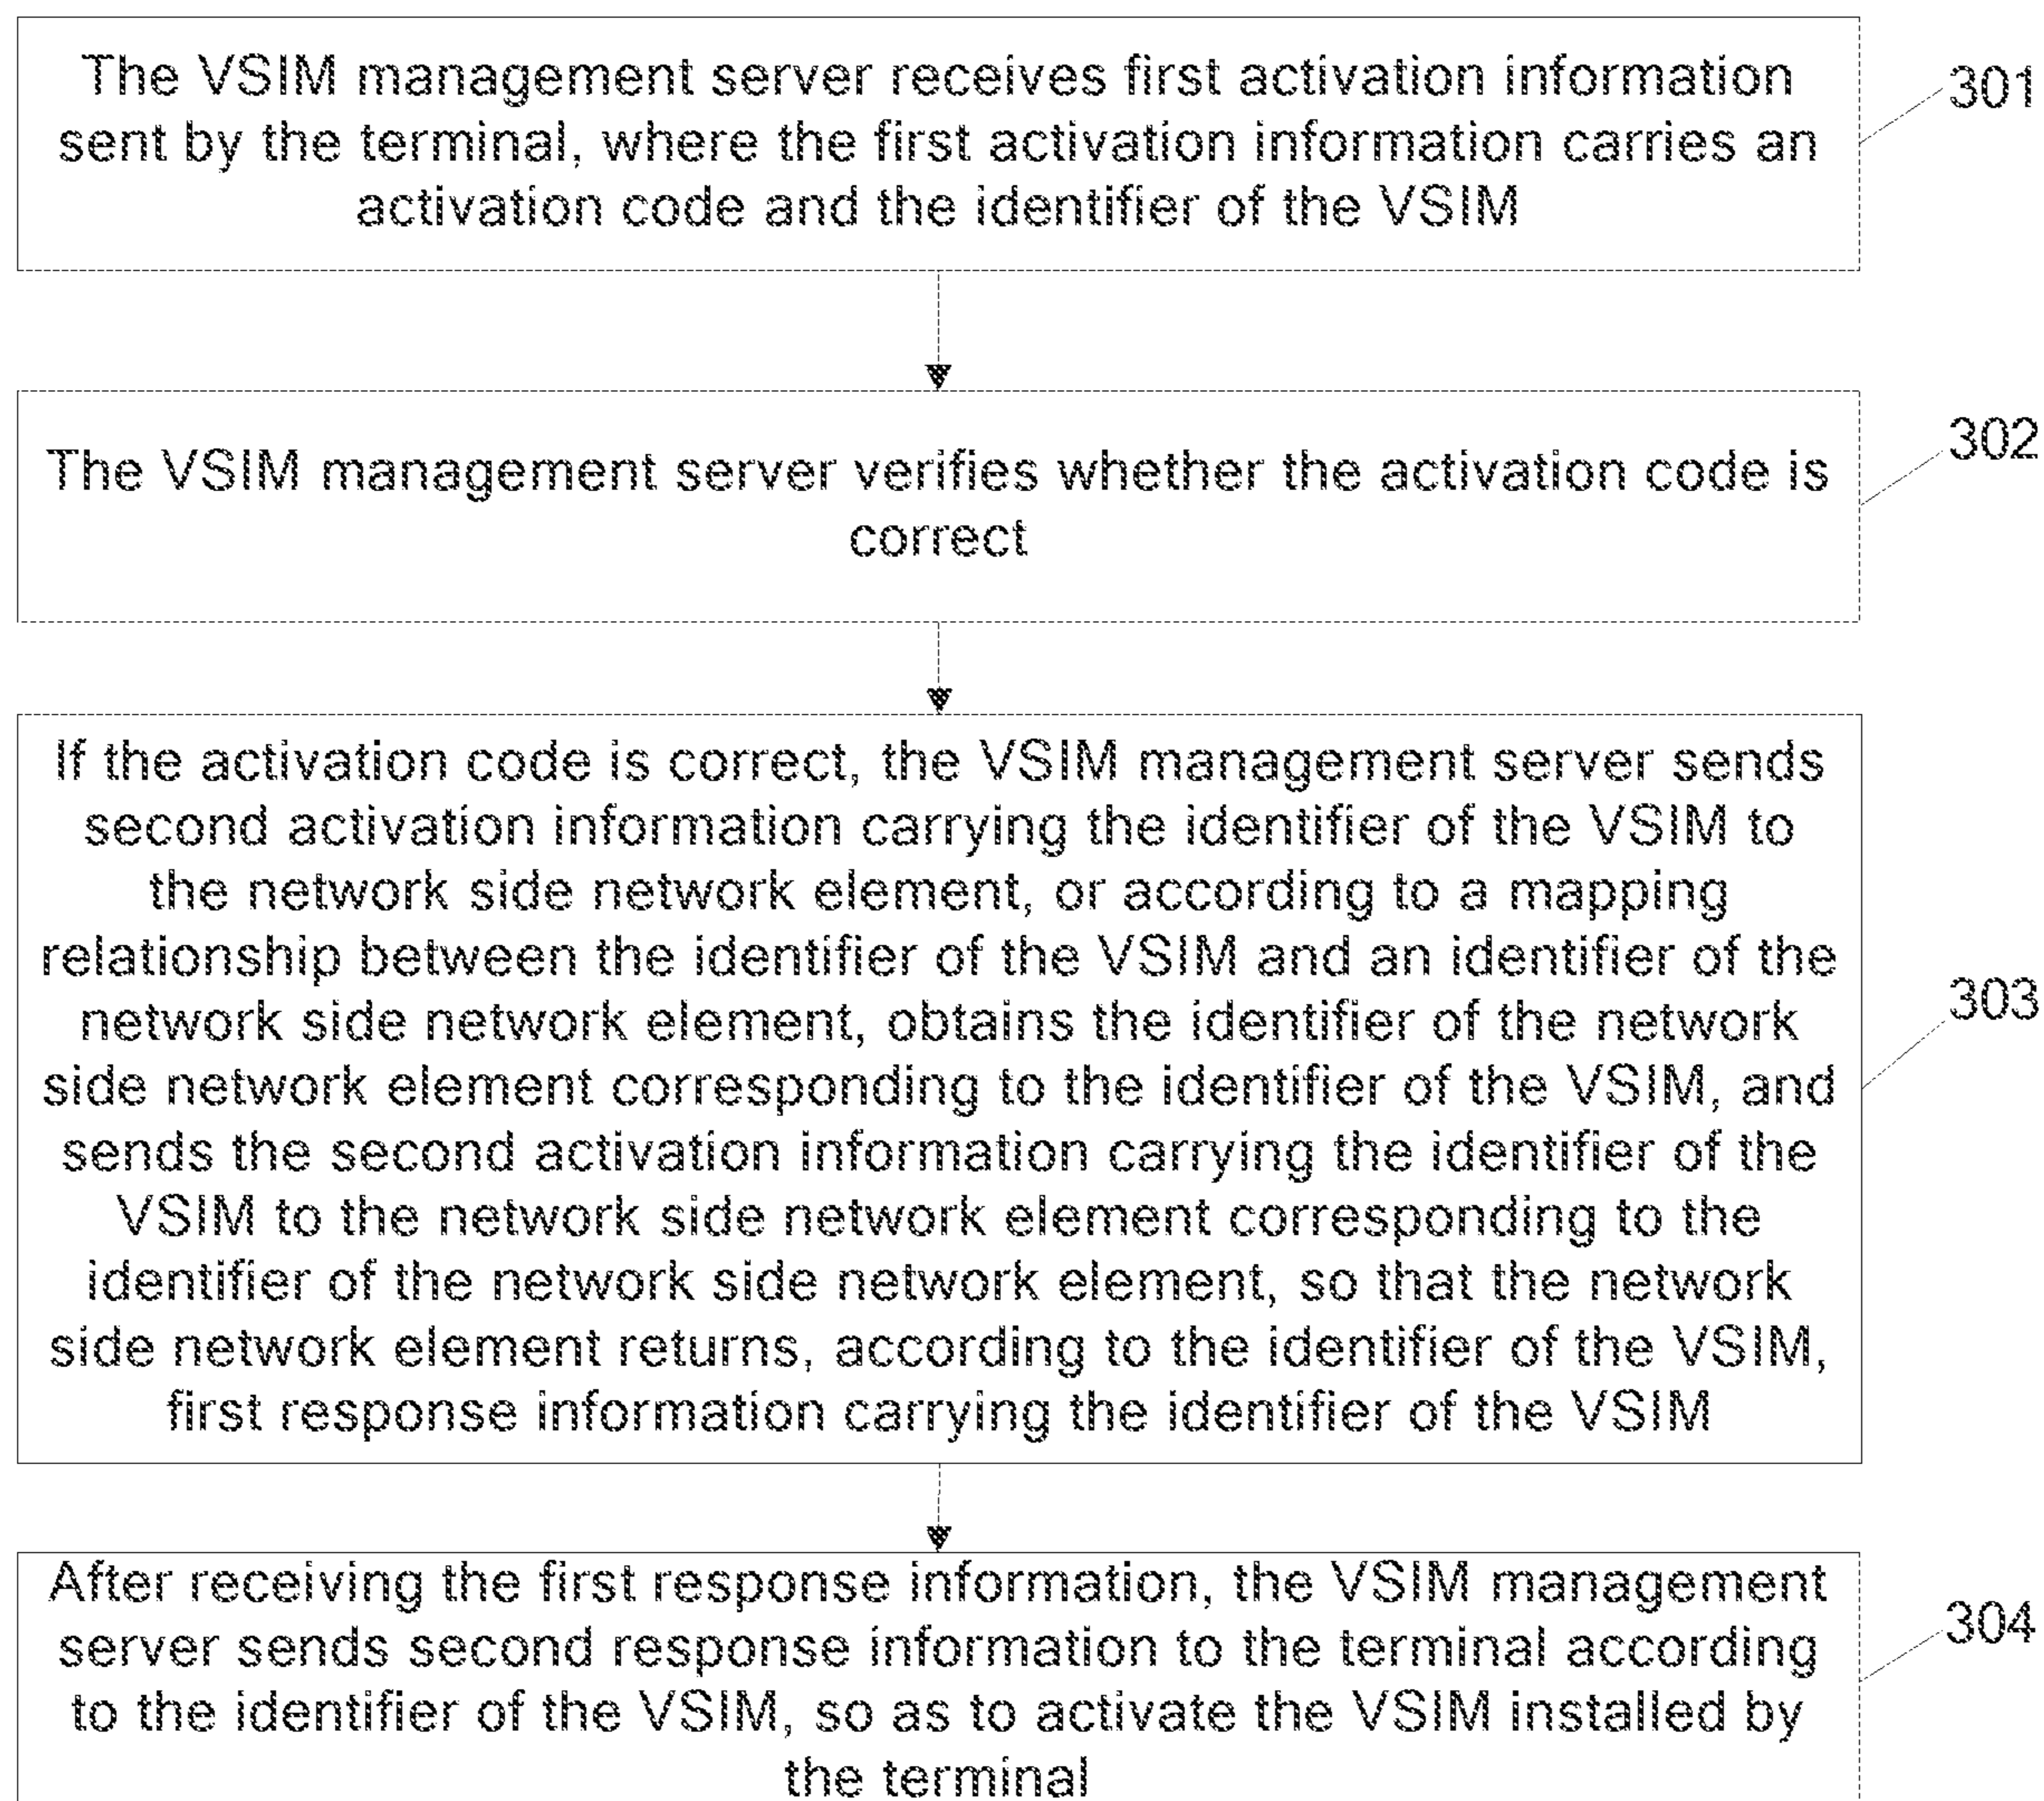 The VSIM management server receives first activation information
sent by the terminal, where the first activation information carries an
activation code and the identifier of the VSIM
301
The VSIM management server verifies whether the activation code is
correct
302
If the activation code is correct, the VSIM management server sends
second activation information carrying the identifier of the VSIM to
the network side network element, or according to a mapping
relationship between the identifier of the VSIM and an identifier of the
network side network element, obtains the identifier of the network
side network element corresponding to the identifier of the VSIM, and
sends the second activation information carrying the identifier of the
VSIM to the network side network element corresponding to the
identifier of the network side network element, so that the network
side network element returns, according to the identifier of the VSIM,
first response information carrying the identifier of the VSIM
303
After receiving the first response information, the VSIM management
server sends second response information to the terminal according
to the identifier of the VSIM, so as to activate the VSIM installed by
the terminal
304